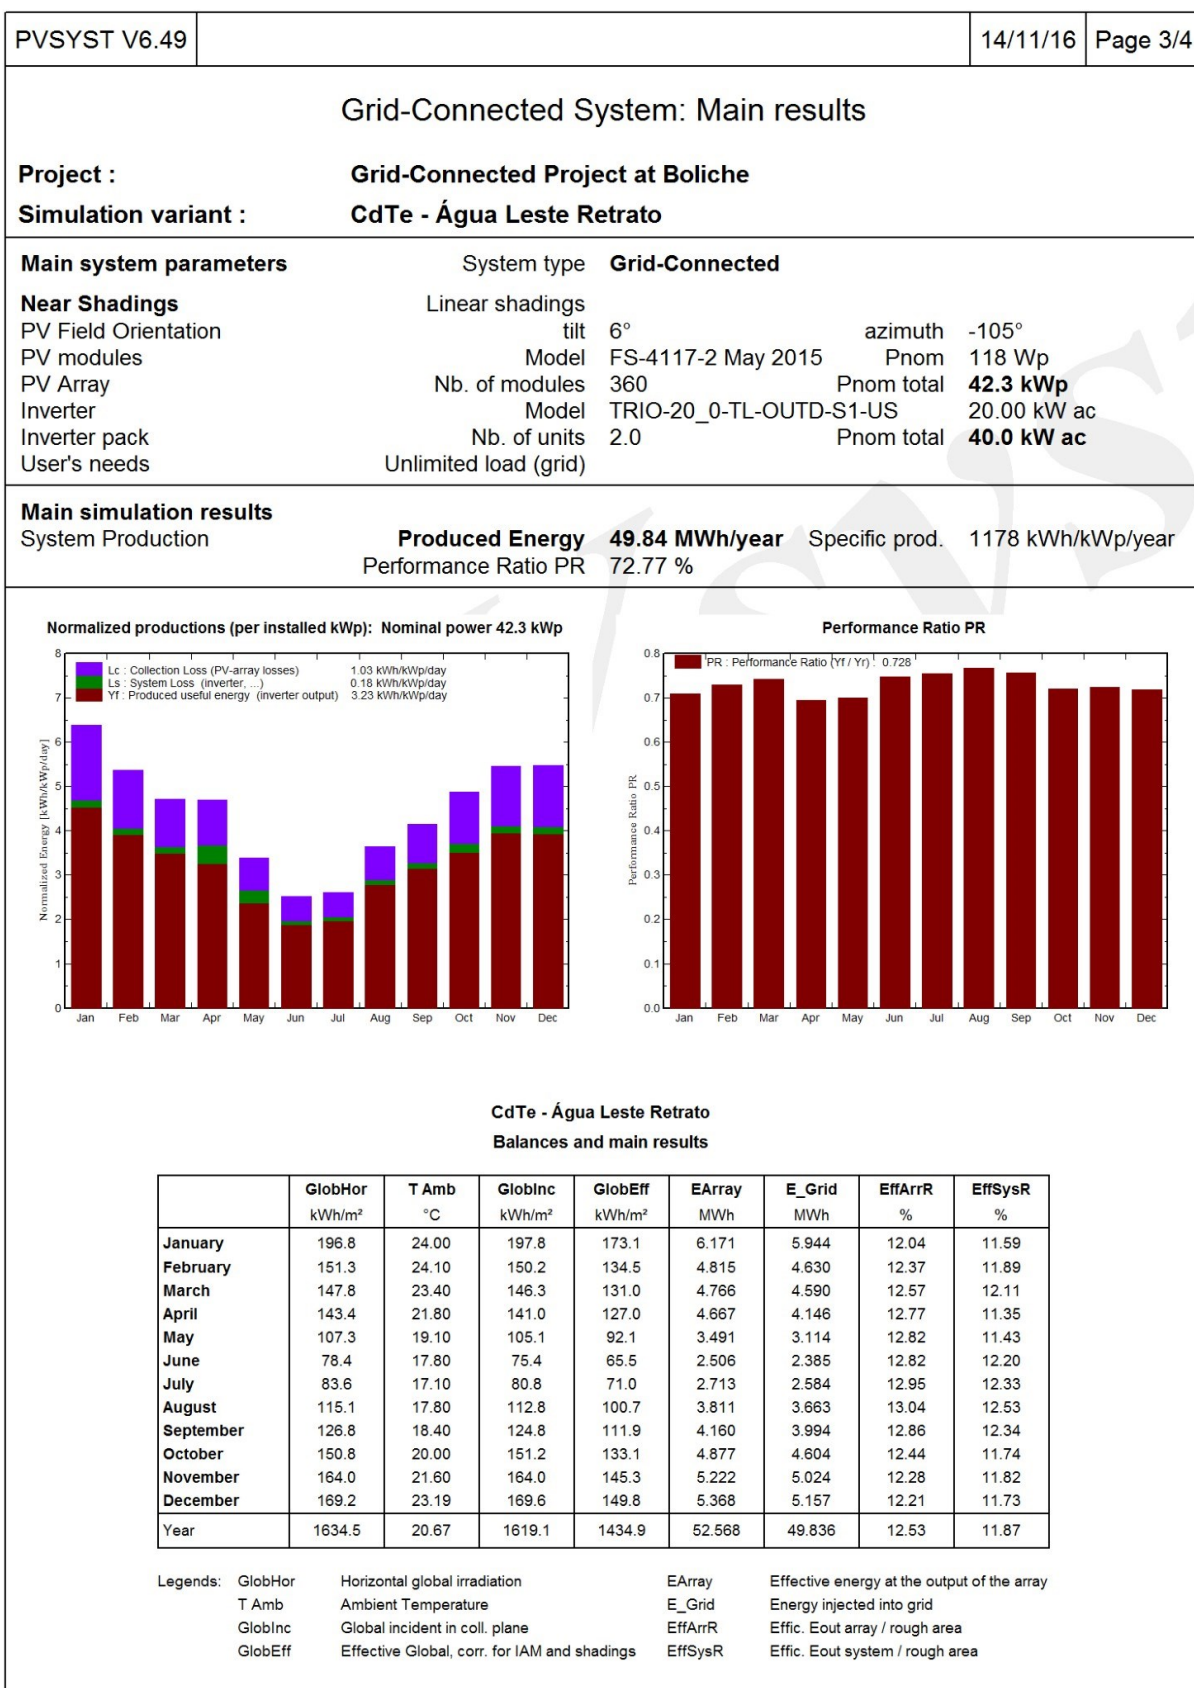 PVSYST V6.49 14/11/16 Page 3/4
Grid-Connected System: Main results
Project : Grid-Connected Project at Boliche
Simulation variant : CdTe - Água Leste Retrato
Main system parameters System type Grid-Connected
Near Shadings Linear shadings
PV Field Orientation tilt 6° azimuth -105°
PV modules Model FS-4117-2 May 2015 Pnom 118 Wp
PV Array Nb. of modules 360 Pnom total 42.3 kWp
Inverter Model TRIO-20_0-TL-OUTD-S1-US 20.00 kW ac
Inverter pack Nb. of units 2.0 Pnom total 40.0 kW ac
User's needs Unlimited load (grid)
Main simulation results
System Production Produced Energy 49.84 MWh/year Specific prod. 1178 kWh/kWp/year
Performance Ratio PR 72.77 %
Normalized productions (per installed kWp): Nominal power 42.3 kWp
Lc : Collection Loss (PV-array losses) 1.03 kWh/kWp/day
Ls : System Loss (inverter, ...) 0.18 kWh/kWp/day
Yf : Produced useful energy (inverter output) 3.23 kWh/kWp/day
Normalized Energy [kWh/kWp/day]
8
7
6
5
4
3
2
1
0
Jan Feb Mar Apr May Jun Jul Aug Sep Oct Nov Dec
Performance Ratio PR
PR : Performance Ratio (Yf / Yr) : 0.728
Performance Ratio PR
0.8
0.7
0.6
0.5
0.4
0.3
0.2
0.1
0.0
Jan Feb Mar Apr May Jun Jul Aug Sep Oct Nov Dec
CdTe - Água Leste Retrato
Balances and main results
GlobHor T Amb GlobInc GlobEff EArray E_Grid EffArrR EffSysR
kWh/m² °C kWh/m² kWh/m² MWh MWh % %
January 196.8 24.00 197.8 173.1 6.171 5.944 12.04 11.59
February 151.3 24.10 150.2 134.5 4.815 4.630 12.37 11.89
March 147.8 23.40 146.3 131.0 4.766 4.590 12.57 12.11
April 143.4 21.80 141.0 127.0 4.667 4.146 12.77 11.35
May 107.3 19.10 105.1 92.1 3.491 3.114 12.82 11.43
June 78.4 17.80 75.4 65.5 2.506 2.385 12.82 12.20
July 83.6 17.10 80.8 71.0 2.713 2.584 12.95 12.33
August 115.1 17.80 112.8 100.7 3.811 3.663 13.04 12.53
September 126.8 18.40 124.8 111.9 4.160 3.994 12.86 12.34
October 150.8 20.00 151.2 133.1 4.877 4.604 12.44 11.74
November 164.0 21.60 164.0 145.3 5.222 5.024 12.28 11.82
December 169.2 23.19 169.6 149.8 5.368 5.157 12.21 11.73
Year 1634.5 20.67 1619.1 1434.9 52.568 49.836 12.53 11.87
Legends: GlobHor Horizontal global irradiation EArray Effective energy at the output of the array
T Amb Ambient Temperature E_Grid Energy injected into grid
GlobInc Global incident in coll. plane EffArrR Effic. Eout array / rough area
GlobEff Effective Global, corr. for IAM and shadings EffSysR Effic. Eout system / rough area